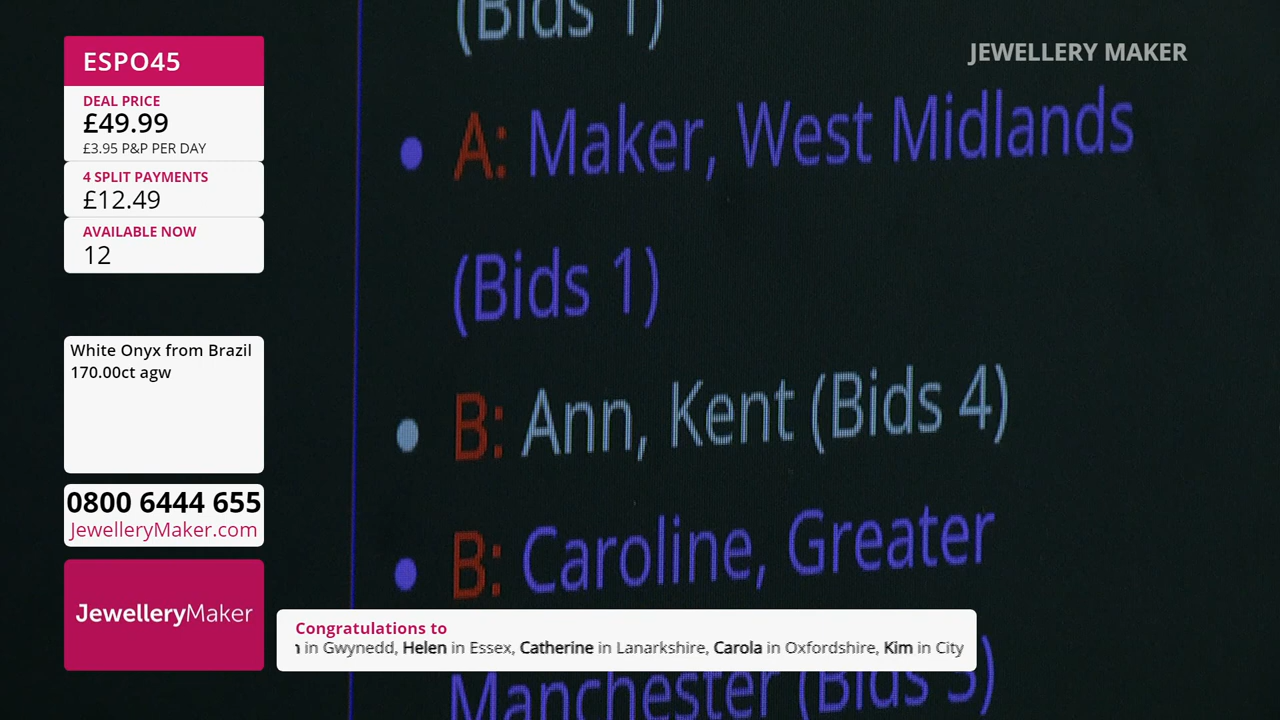 ESPO45
DEAL PRICE
£49.99
£3.95 P&P PER DAY
4 SPLIT PAYMENTS
£12.49
AVAILABLE NOW
12
White Onyx from Brazil
170.00ct agw
0800 6444 655
JewelleryMaker.com
JewelleryMaker
JEWELLERY MAKER
(Bids 1)
• A: Maker, West Midlands
(Bids 1)
• B: Ann, Kent (Bids 4)
• B: Caroline, Greater
Manchester (Bids
Congratulations to
in Gwynedd, Helen in Essex, Catherine in Lanarkshire, Carola in Oxfordshire, Kim in City